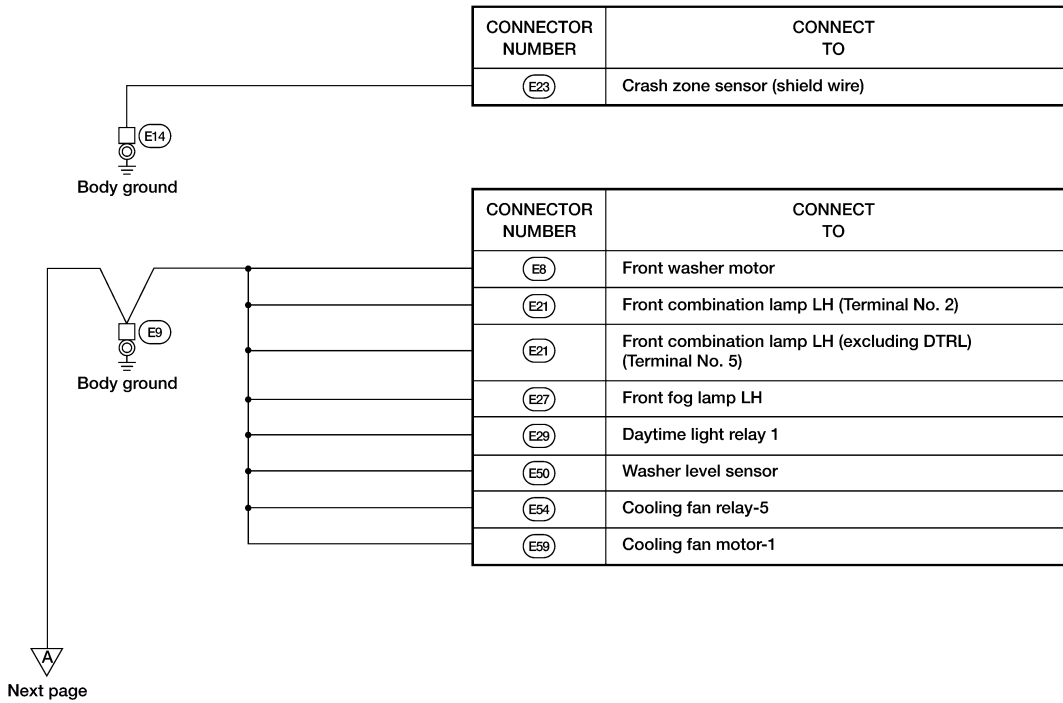 CONNECTOR NUMBER CONNECT TO
E23 Crash zone sensor (shield wire)
E14
Body ground
CONNECTOR NUMBER CONNECT TO
E8 Front washer motor
E21 Front combination lamp LH (Terminal No. 2)
E21 Front combination lamp LH (excluding DTRL)
(Terminal No. 5)
E27 Front fog lamp LH
E29 Daytime light relay 1
E50 Washer level sensor
E54 Cooling fan relay-5
E59 Cooling fan motor-1
E9
Body ground
A
Next page